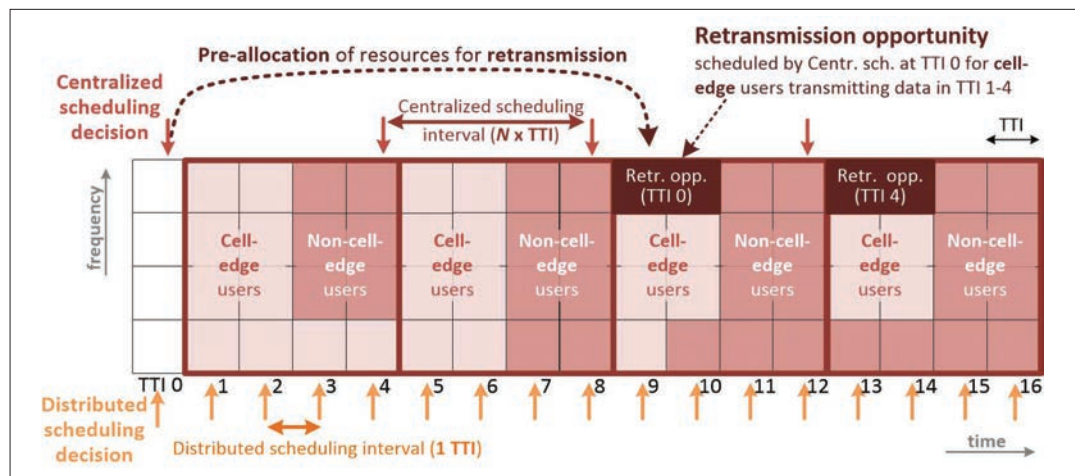 Pre-allocation of resources for retransmission
Retransmission opportunity
scheduled by Centr. sch. at TTI 0 for cell-
edge users transmitting data in TTI 1-4
Centralized
scheduling
decision
Centralized scheduling
interval (N x TTI)
TTI
frequency
Retr. opp.
(TTI 0)
Retr. opp.
(TTI 4)
Cell-
edge
users
Non-cell-
edge
users
Cell-
edge
users
Non-cell-
edge
users
Cell-
edge
users
Non-cell-
edge
users
Cell-
edge
users
Non-cell-
edge
users
TTI 0 1 2 3 4 5 6 7 8 9 10 11 12 13 14 15 16
Distributed
scheduling
decision
Distributed scheduling interval (1 TTI)
time